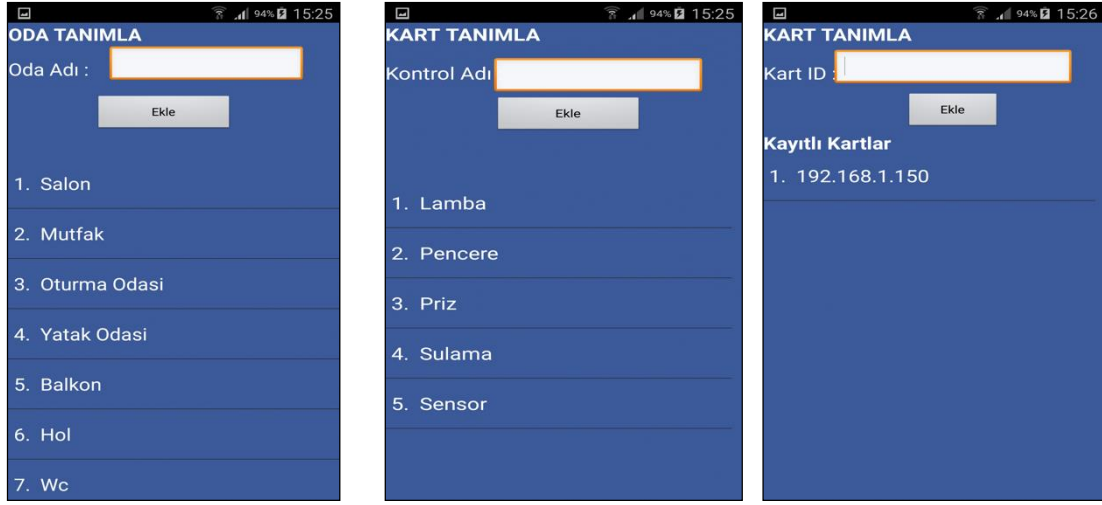 94% 15:25
ODA TANIMLA
Oda Adı :
Ekle
1. Salon
2. Mutfak
3. Oturma Odasi
4. Yatak Odasi
5. Balkon
6. Hol
7. Wc
94% 15:25
KART TANIMLA
Kontrol Adı
Ekle
1. Lamba
2. Pencere
3. Priz
4. Sulama
5. Sensor
94% 15:26
KART TANIMLA
Kart ID :
Ekle
Kayıtlı Kartlar
1. 192.168.1.150